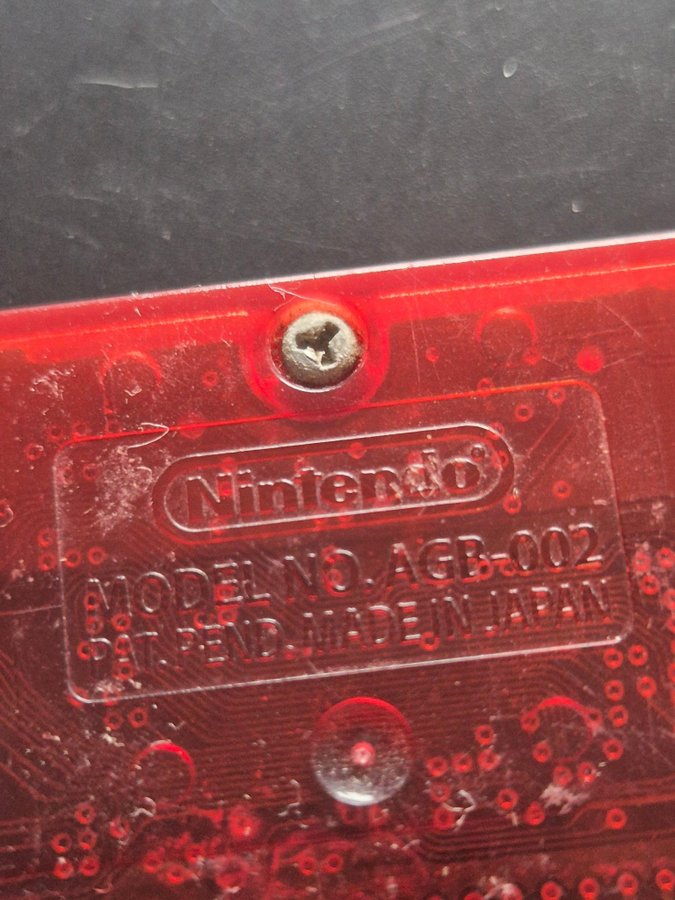 Nintendo®
MODEL NO. AGB-002
PAT. PEND. MADE IN JAPAN